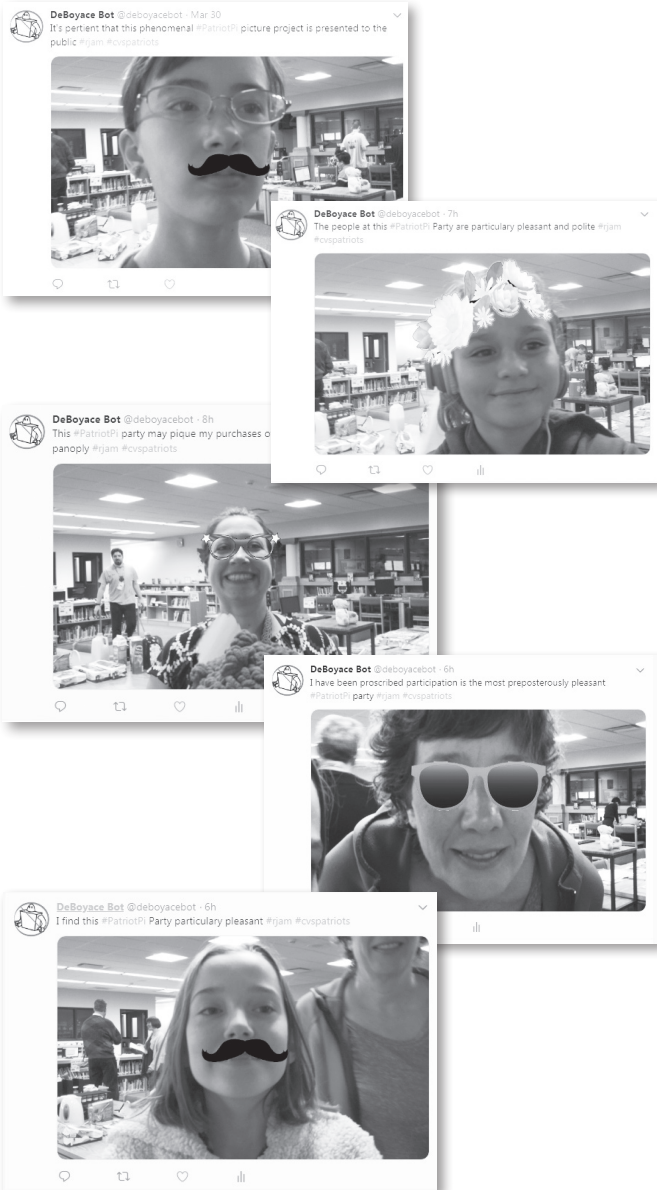 DeBoyace Bot @deboyacebot · Mar 30
It's pertient that this phenomenal #PatriotPi picture project is presented to the
public #rjam #cvspatriots
DeBoyace Bot @deboyacebot · 7h
The people at this #PatriotPi Party are particulary pleasant and polite #rjam
#cvspatriots
DeBoyace Bot @deboyacebot · 8h
This #PatriotPi party may pique my purchases o
panoply #rjam #cvspatriots
DeBoyace Bot @deboyacebot · 6h
I have been proscribed participation is the most preposterously pleasant
#PatriotPi party #rjam #cvspatriots
DeBoyace Bot @deboyacebot · 6h
I find this #PatriotPi Party particulary pleasant #rjam #cvspatriots